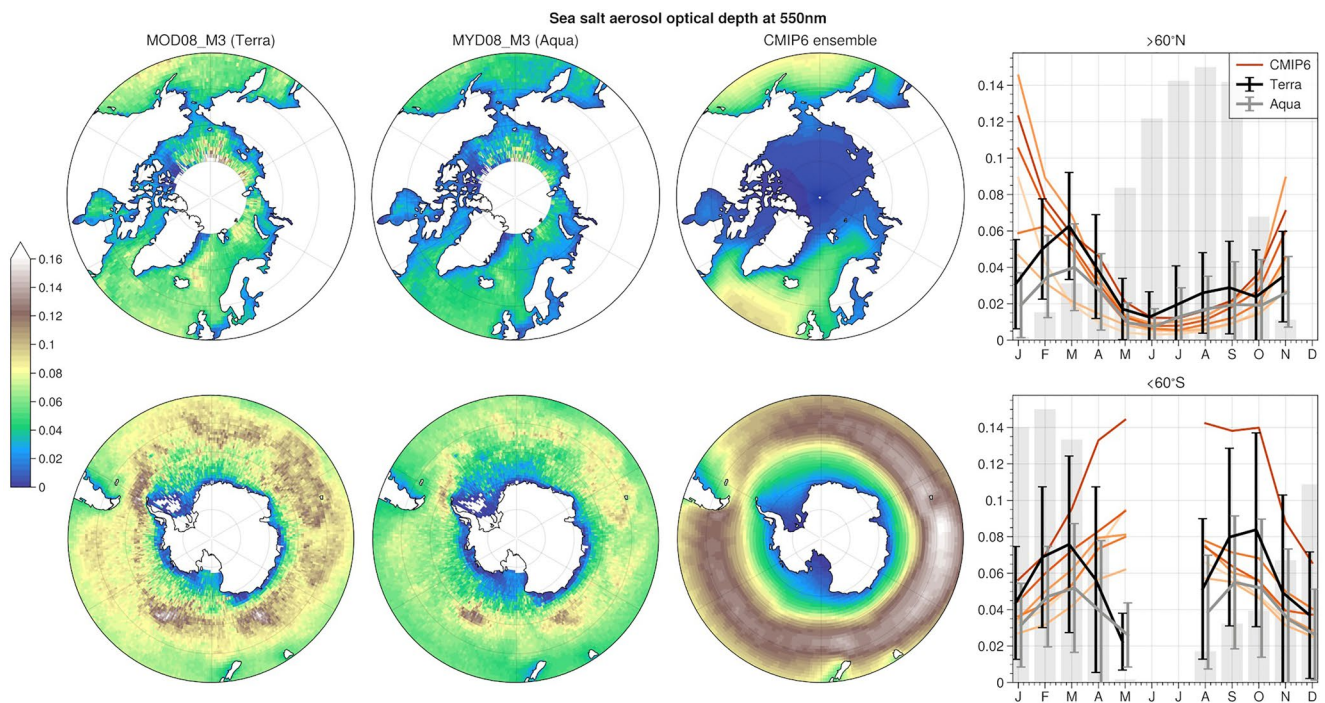 Sea salt aerosol optical depth at 550nm
MOD08_M3 (Terra)
MYD08_M3 (Aqua)
CMIP6 ensemble
>60°N
CMIP6
Terra
Aqua
0.14
0.12
0.1
0.08
0.06
0.04
0.02
0
J F M A M J J A S O N D
0.16
0.14
0.12
0.1
0.08
0.06
0.04
0.02
0
<60°S
0.14
0.12
0.1
0.08
0.06
0.04
0.02
0
J F M A M J J A S O N D